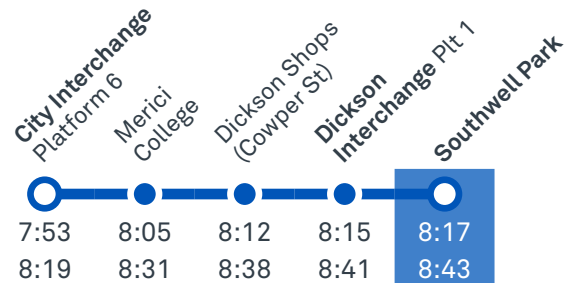 City Interchange
Platform 6
Merici
College
Dickson Shops
(Cowper St)
Dickson
Interchange Plt 1
Southwell Park
7:53 8:05 8:12 8:15 8:17
8:19 8:31 8:38 8:41 8:43